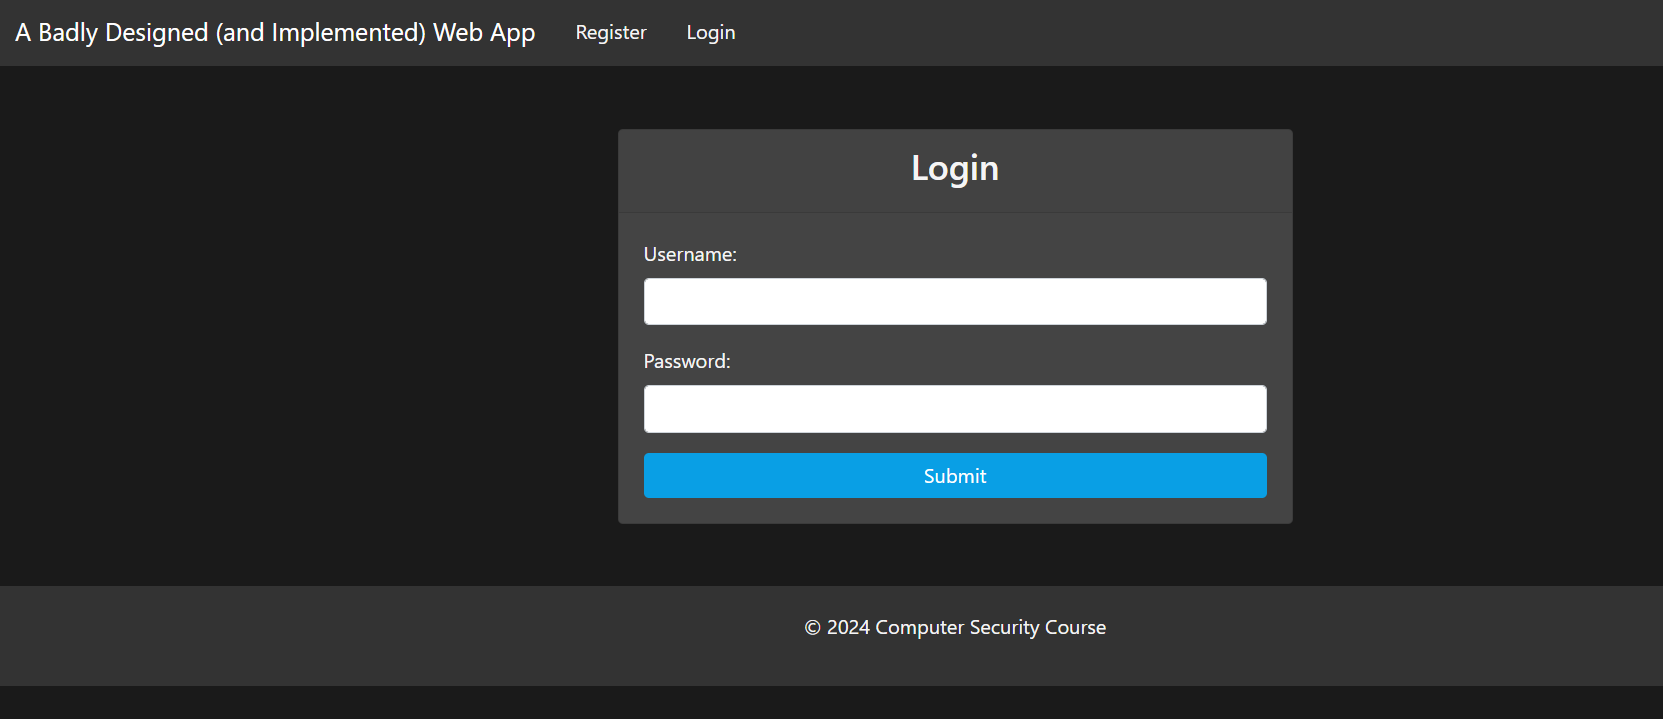 A Badly Designed (and Implemented) Web App Register Login
Login
Username:
Password:
Submit
© 2024 Computer Security Course